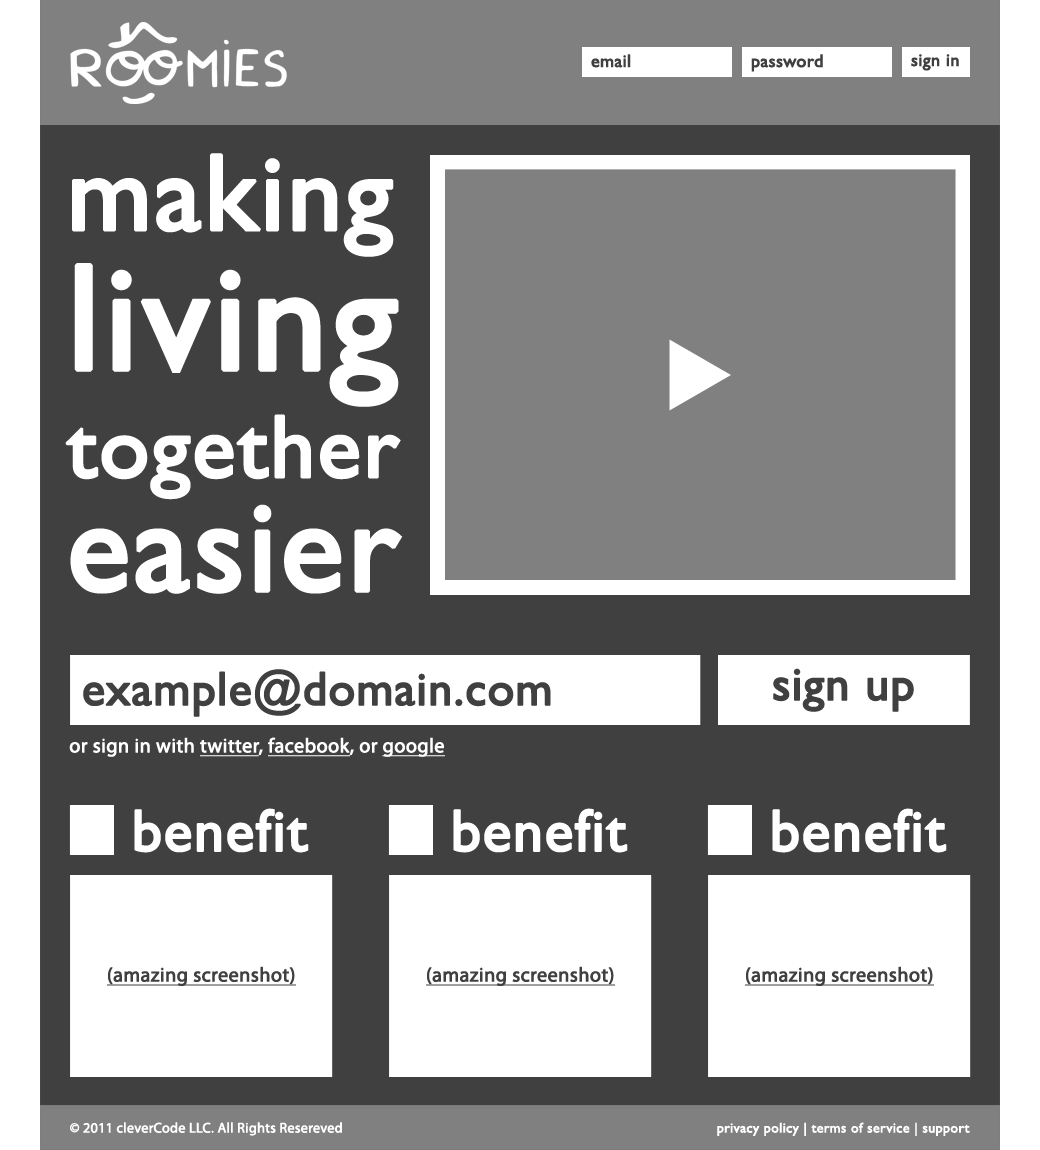 ROOMIES
email password sign in
making
living
together
easier
example@domain.com sign up
or sign in with twitter, facebook, or google
benefit benefit benefit
(amazing screenshot) (amazing screenshot) (amazing screenshot)
© 2011 cleverCode LLC. All Rights Resereved privacy policy | terms of service | support